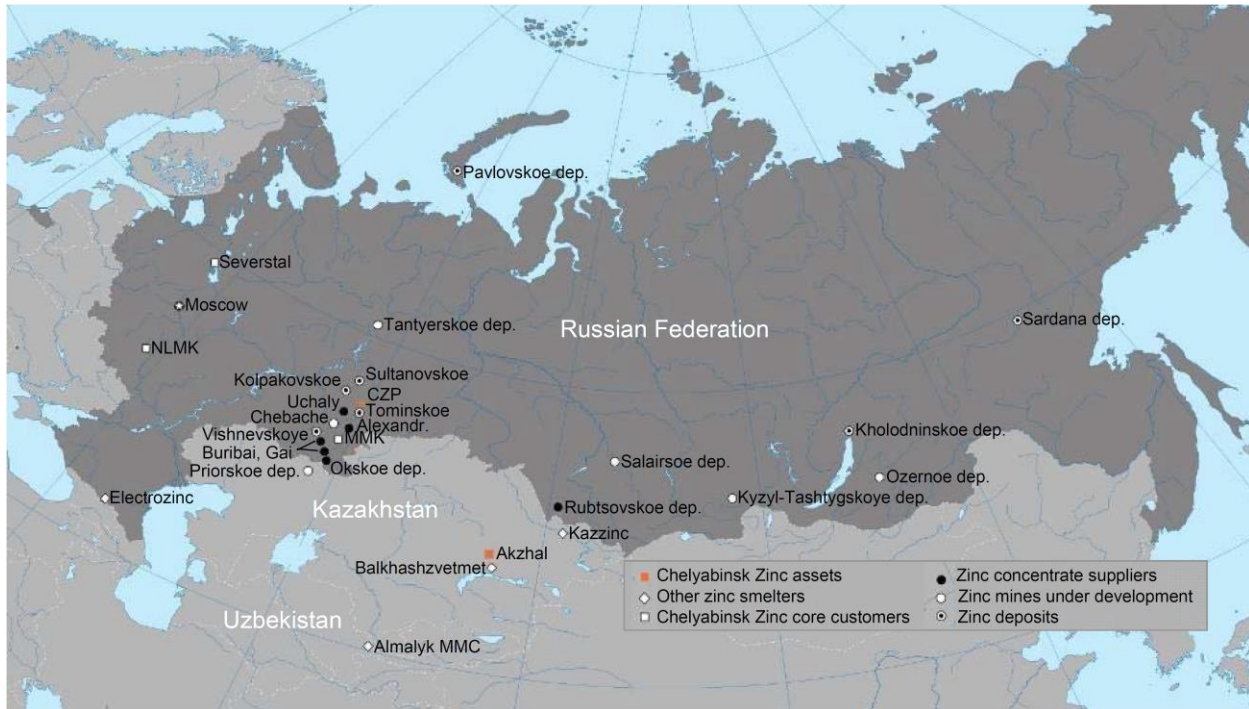 Pavlovskoe dep.
Severstal
Moscow
Tantyerskoe dep.
Russian Federation
Sardana dep.
NLMK
Sultanovskoe
Kolpakovskoe
CZP
Uchaly
Tominskoe
Chebache
Alexandr.
Vishnevskoye
MMK
Kholodninskoe dep.
Buribai, Gai
Okskoe dep.
Priorskoe dep.
Salairsoe dep.
Ozernoe dep.
Electrozinc
Kyzyl-Tashtygskoye dep.
Kazakhstan
Rubtsovskoe dep.
Kazzinc
Akzhal
Balkhashzvetmet
Uzbekistan
Almalyk MMC
Chelyabinsk Zinc assets
Other zinc smelters
Chelyabinsk Zinc core customers
Zinc concentrate suppliers
Zinc mines under development
Zinc deposits